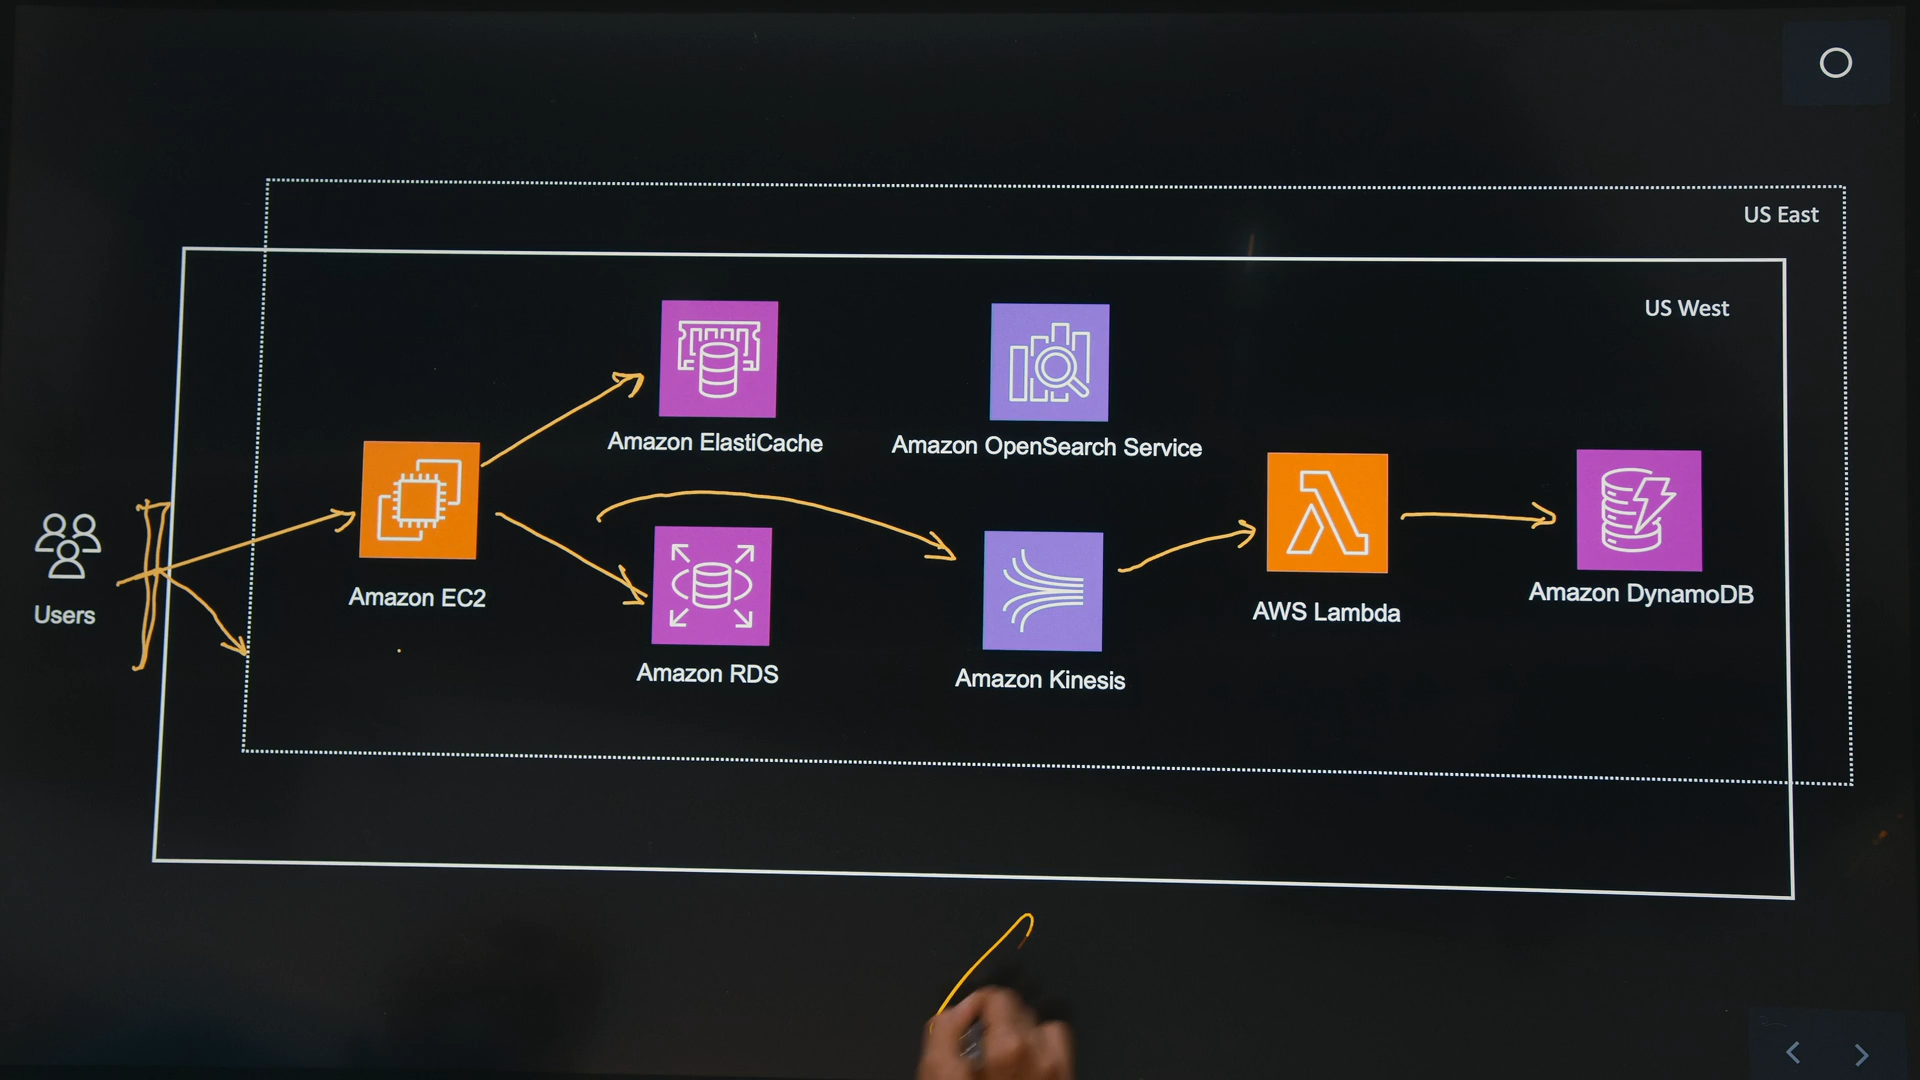 US East
US West
Amazon ElastiCache
Amazon OpenSearch Service
Users
Amazon EC2
Amazon RDS
Amazon Kinesis
AWS Lambda
Amazon DynamoDB